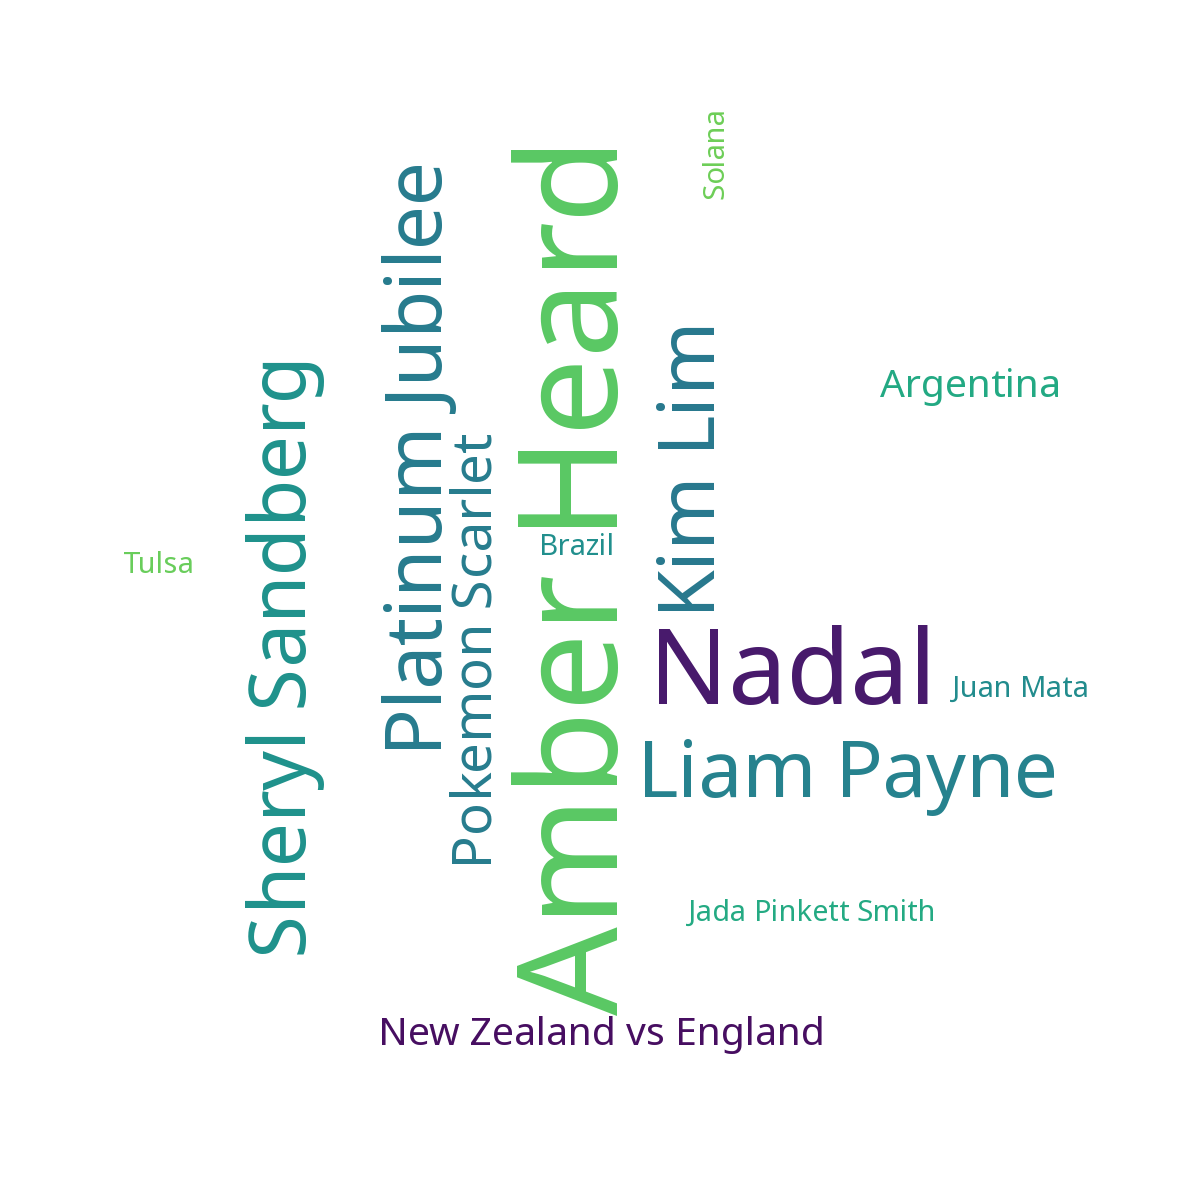 Solana
Platinum Jubilee
Amber Heard
Kim Lim
Sheryl Sandberg
Argentina
Pokemon Scarlet
Brazil
Tulsa
Nadal
Juan Mata
Liam Payne
Jada Pinkett Smith
New Zealand vs England